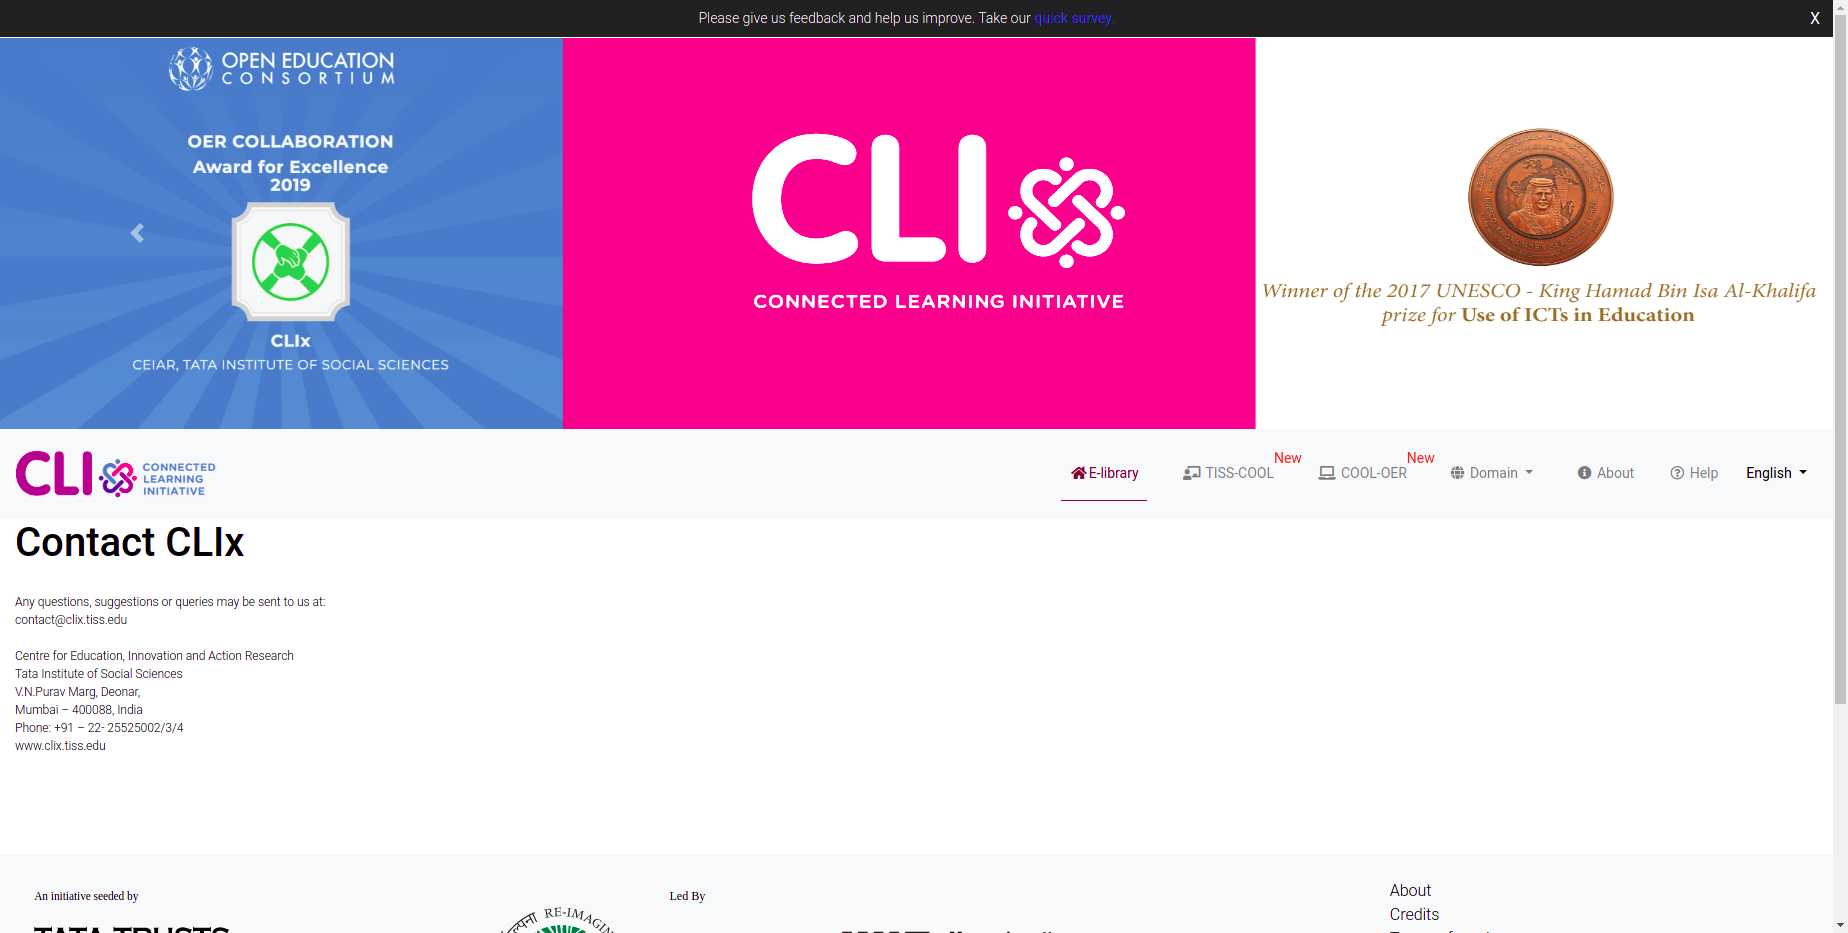 Please give us feedback and help us improve. Take our quick survey.
X
OPEN EDUCATION
CONSORTIUM
OER COLLABORATION
Award for Excellence
2019
CLIx
CEIAR, TATA INSTITUTE OF SOCIAL SCIENCES
CLI
CONNECTED LEARNING INITIATIVE
Winner of the 2017 UNESCO - King Hamad Bin Isa Al-Khalifa
prize for Use of ICTs in Education
CLI
CONNECTED
LEARNING
INITIATIVE
E-library
TISS-COOL
New
COOL-OER
New
Domain
About
Help
English
Contact CLIx
Any questions, suggestions or queries may be sent to us at:
contact@clix.tiss.edu
Centre for Education, Innovation and Action Research
Tata Institute of Social Sciences
V.N.Purav Marg, Deonar,
Mumbai – 400088, India
Phone: +91 – 22- 25525002/3/4
www.clix.tiss.edu
An initiative seeded by
TATA TRUSTS
Led By
About
Credits